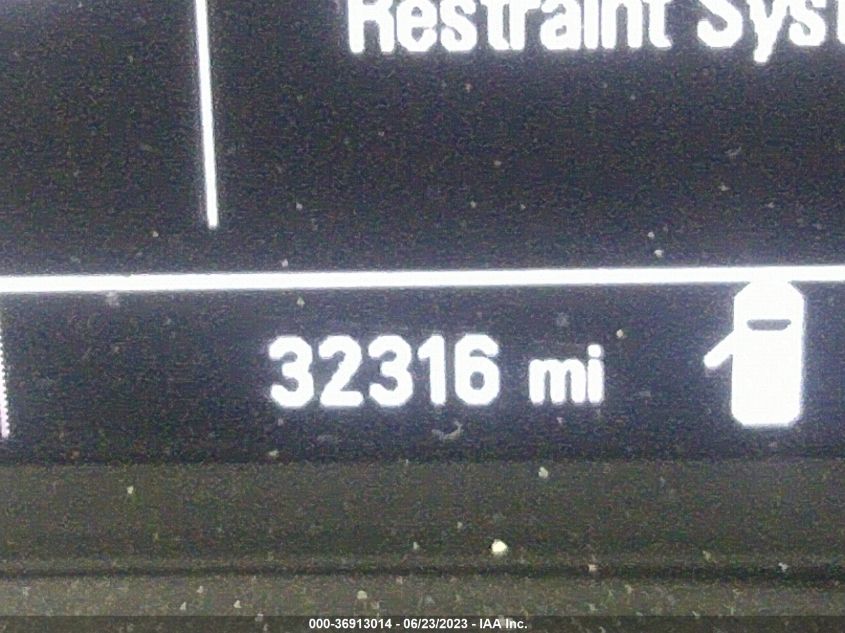 Restraint Syst
32316 mi
000-36913014 - 06/23/2023 - IAA Inc.